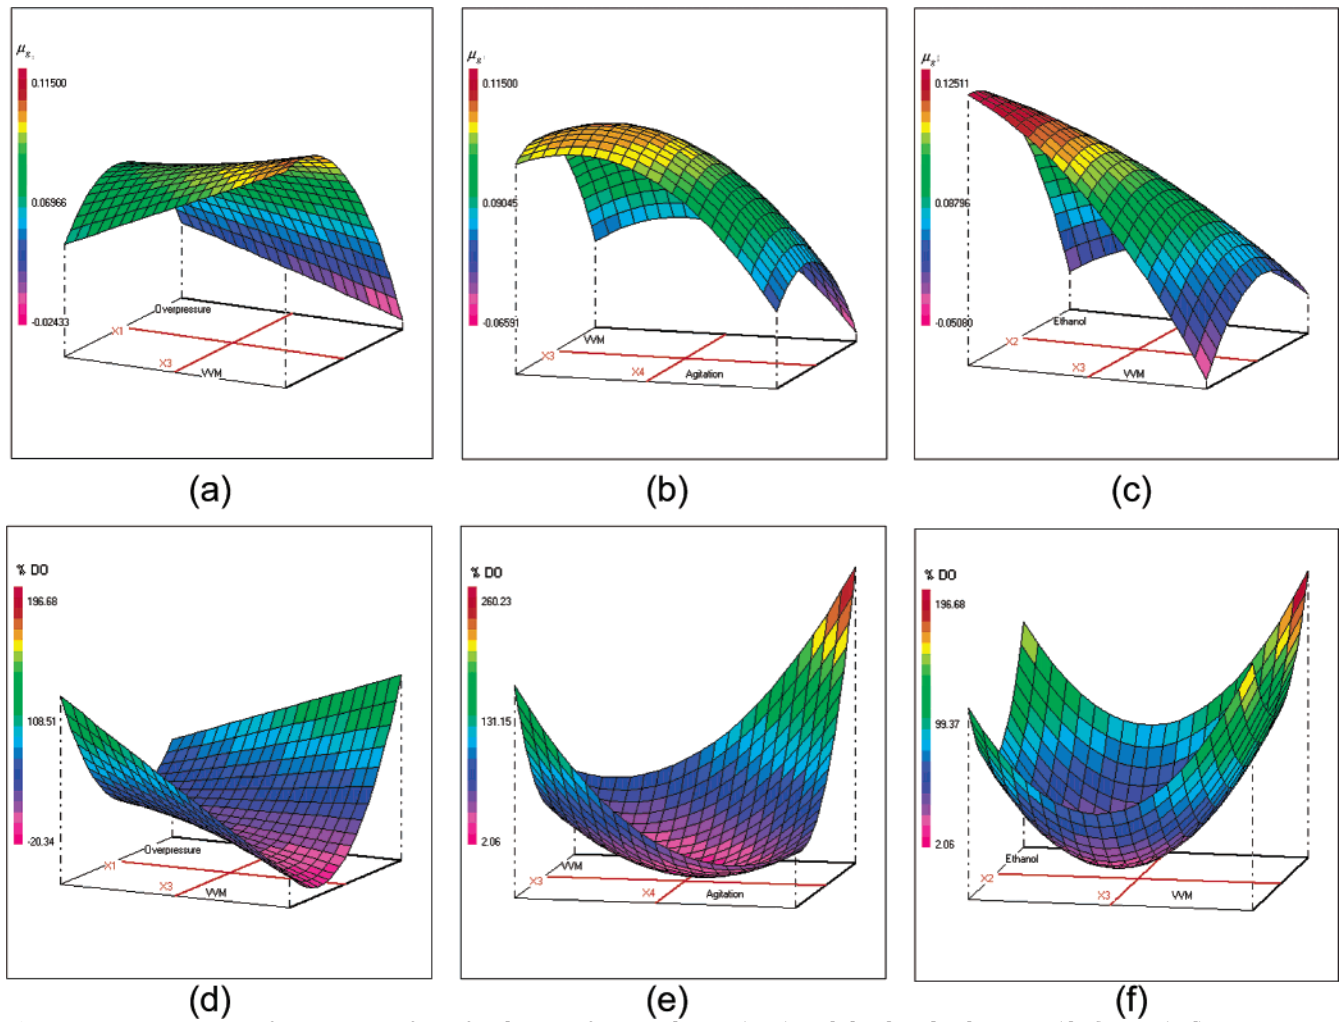 μg:
0.11500
0.06966
-0.02433
Overpressure
X1
X3
VVM
(a)
μg:
0.11500
0.09045
-0.06591
VVM
X3
X4
Agitation
(b)
μg:
0.12511
0.08796
-0.05080
Ethanol
X2
X3
VVM
(c)
% DO
196.68
108.51
-20.34
Overpressure
X1
X3
VVM
(d)
% DO
260.23
131.15
2.06
VVM
X3
X4
Agitation
(e)
% DO
196.68
99.37
2.06
Ethanol
X2
X3
VVM
(f)